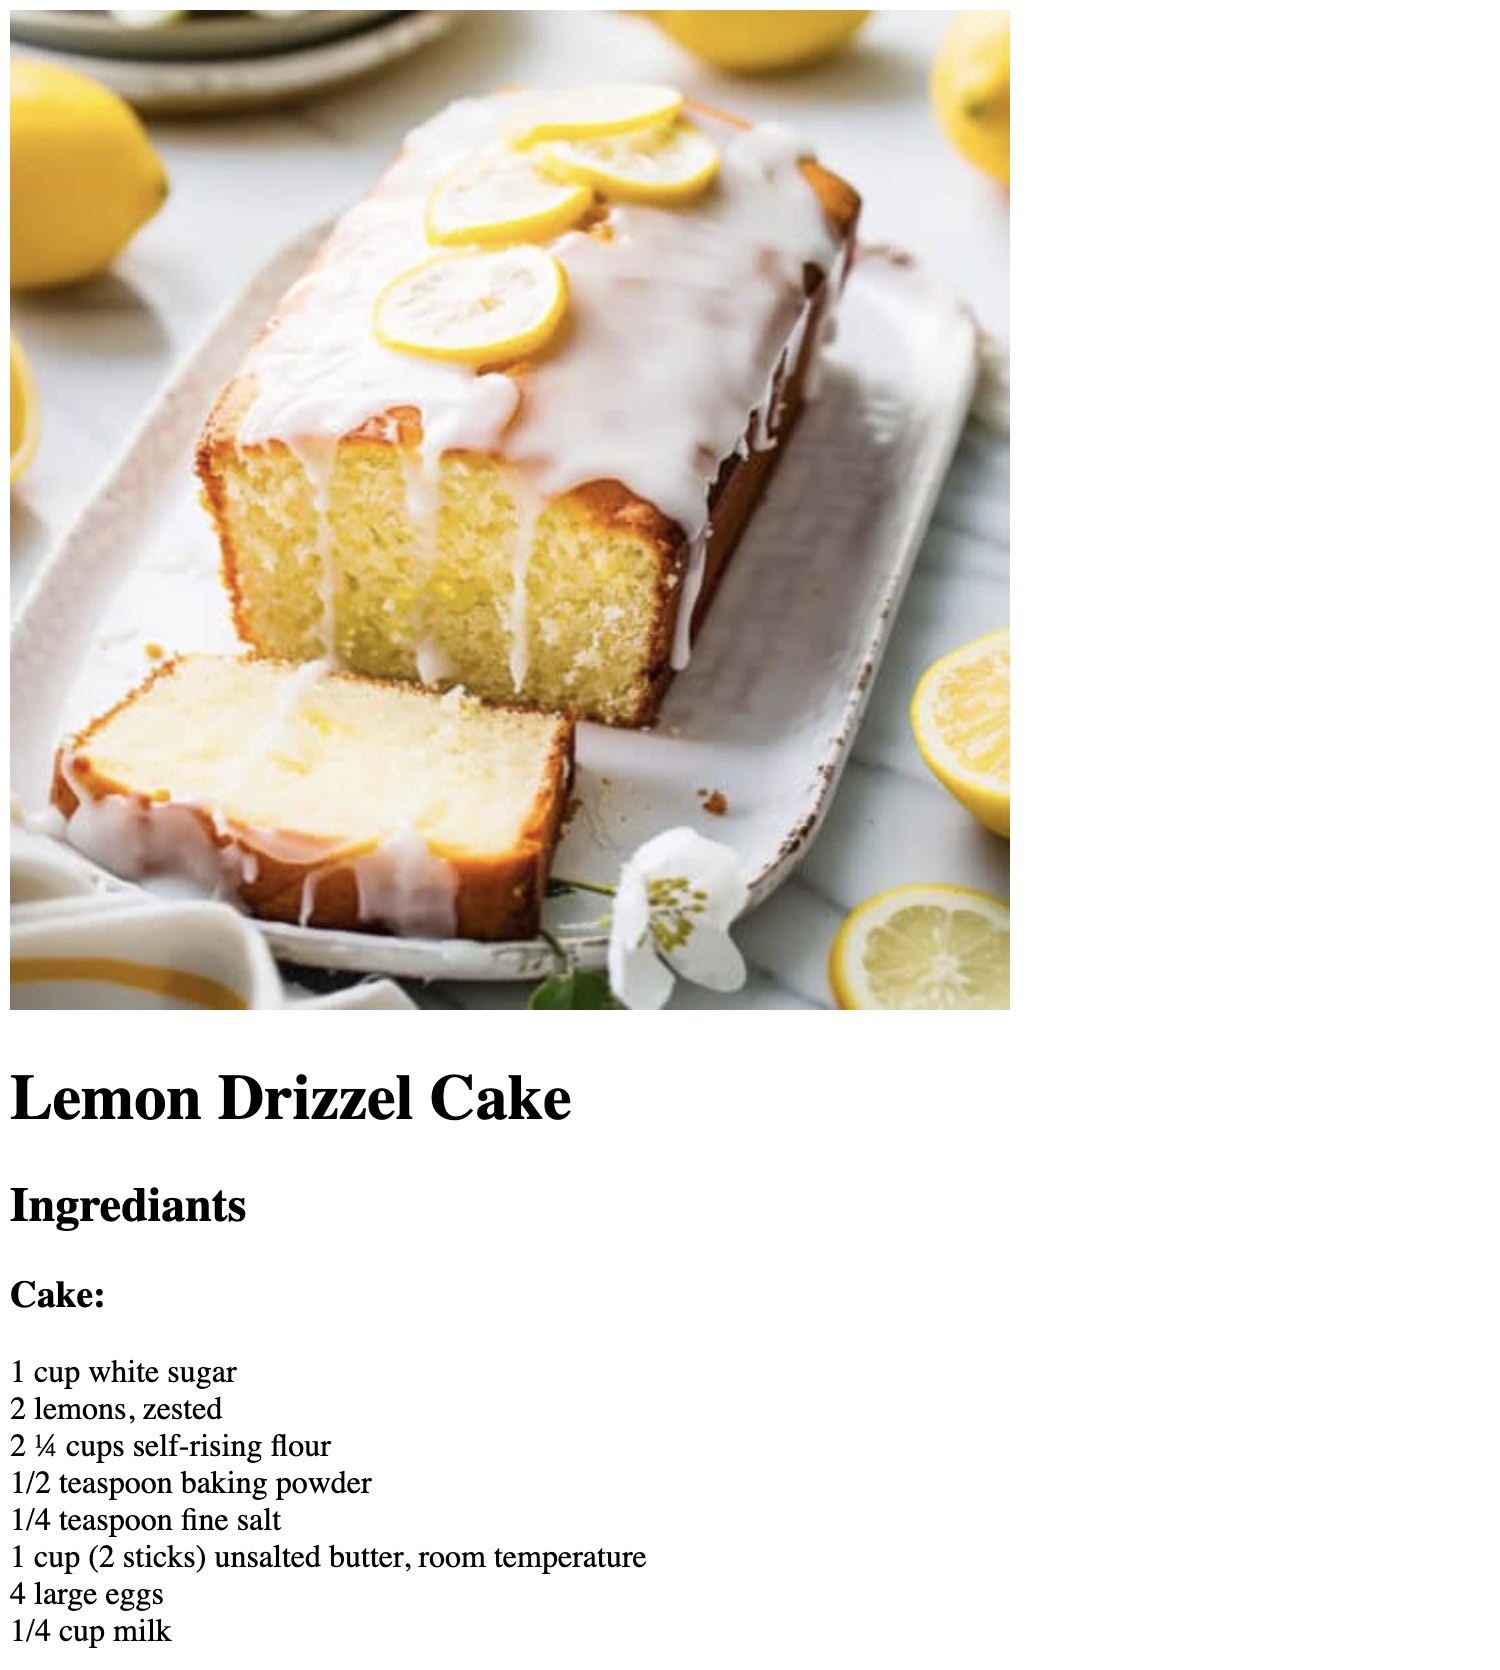 Lemon Drizzel Cake
Ingrediants
Cake:
1 cup white sugar
2 lemons, zested
2 ¼ cups self-rising flour
1/2 teaspoon baking powder
1/4 teaspoon fine salt
1 cup (2 sticks) unsalted butter, room temperature
4 large eggs
1/4 cup milk